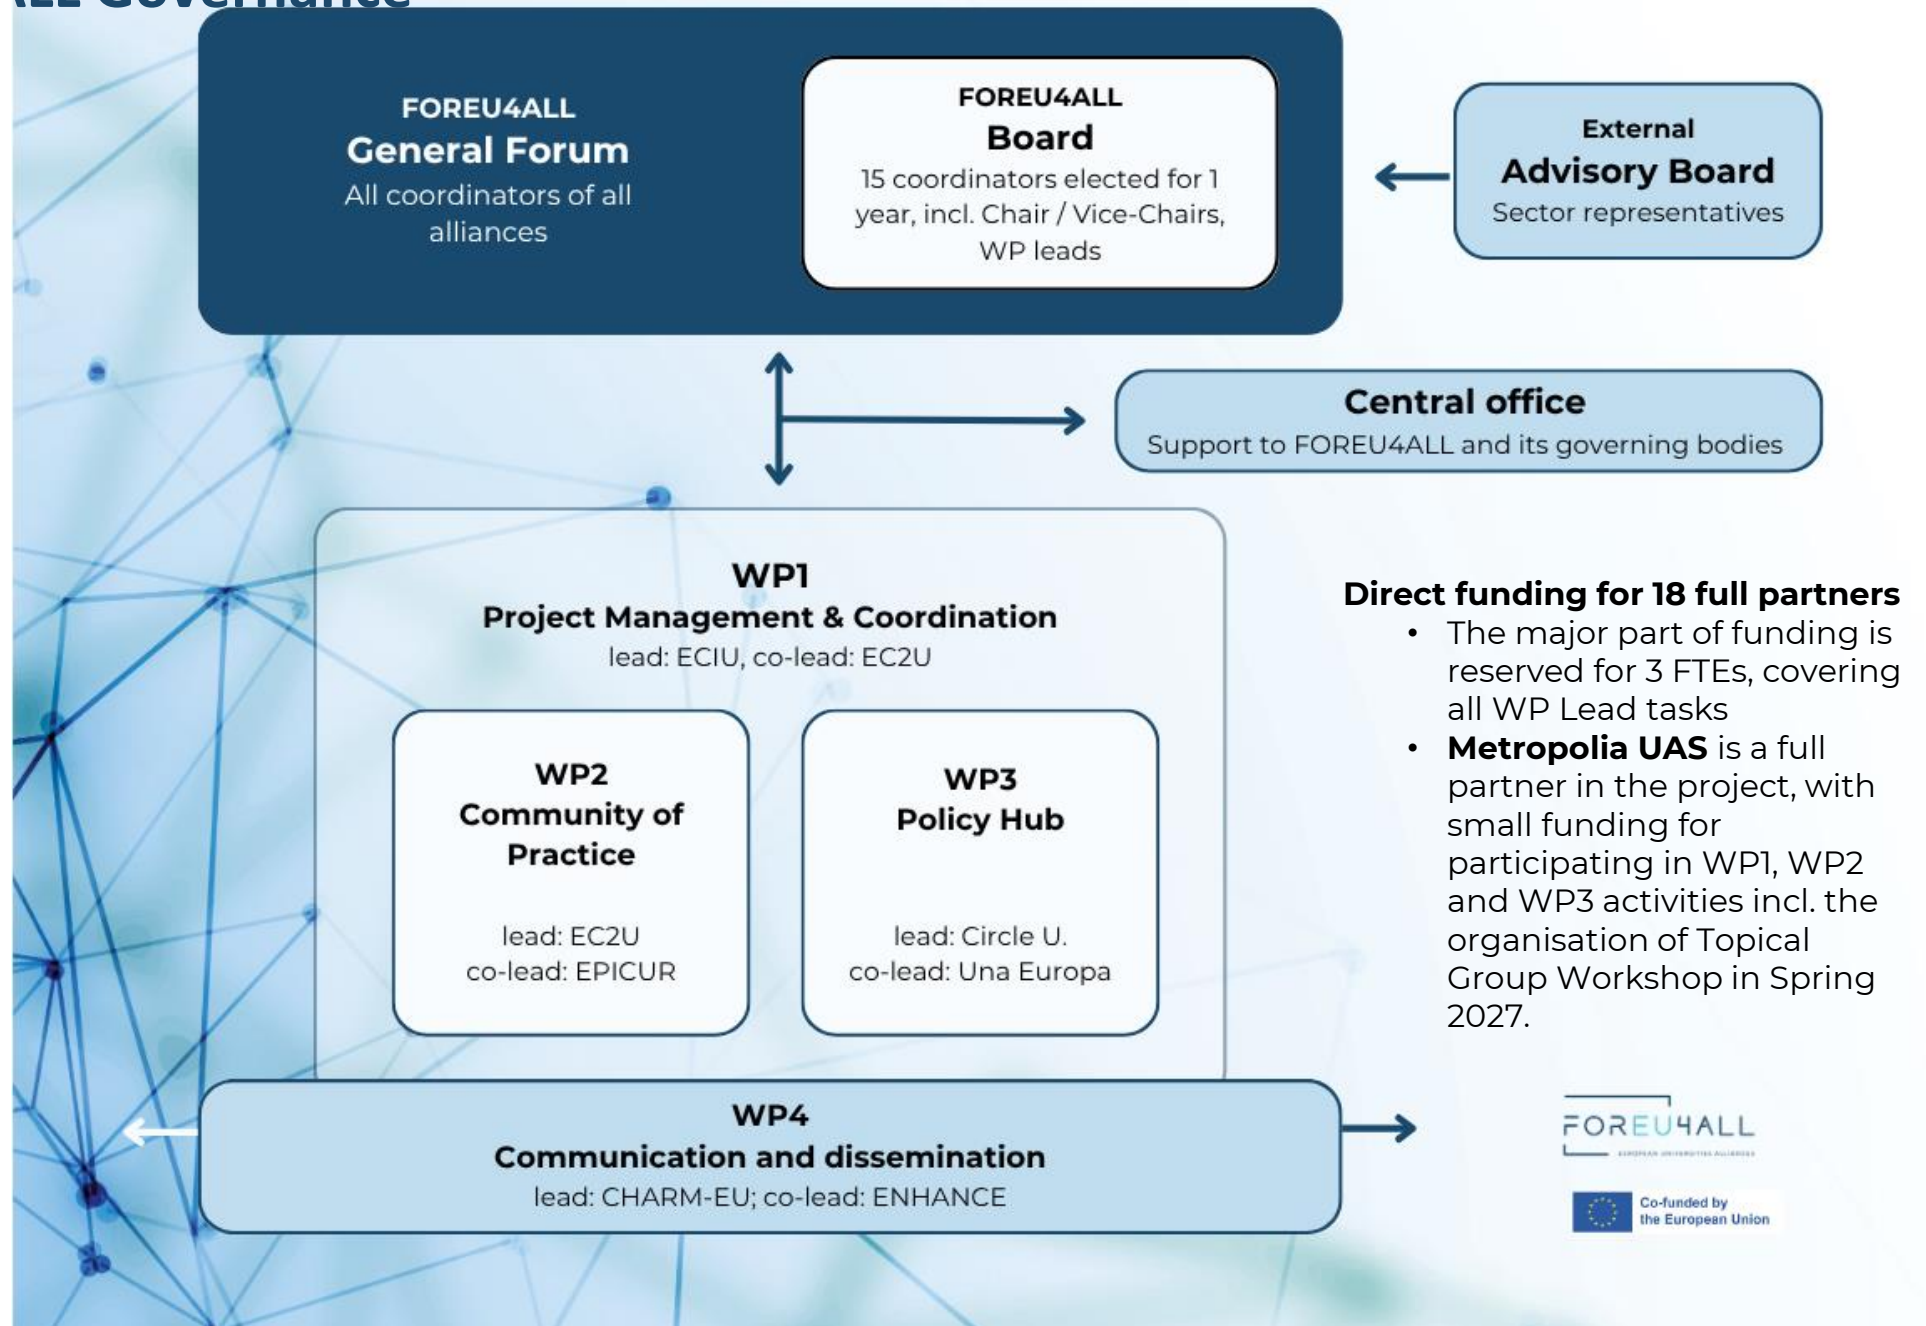 ALL Governance
FOREU4ALL
General Forum
All coordinators of all
alliances
FOREU4ALL
Board
15 coordinators elected for 1
year, incl. Chair / Vice-Chairs,
WP leads
External
Advisory Board
Sector representatives
Central office
Support to FOREU4ALL and its governing bodies
WP1
Project Management & Coordination
lead: ECIU, co-lead: EC2U
WP2
Community of
Practice
lead: EC2U
co-lead: EPICUR
WP3
Policy Hub
lead: Circle U.
co-lead: Una Europa
WP4
Communication and dissemination
lead: CHARM-EU; co-lead: ENHANCE
Direct funding for 18 full partners
• The major part of funding is
reserved for 3 FTEs, covering
all WP Lead tasks
• Metropolia UAS is a full
partner in the project, with
small funding for
participating in WP1, WP2
and WP3 activities incl. the
organisation of Topical
Group Workshop in Spring
2027.
FOREU4ALL
EUROPEAN UNIVERSITIES ALLIANCES
Co-funded by
the European Union